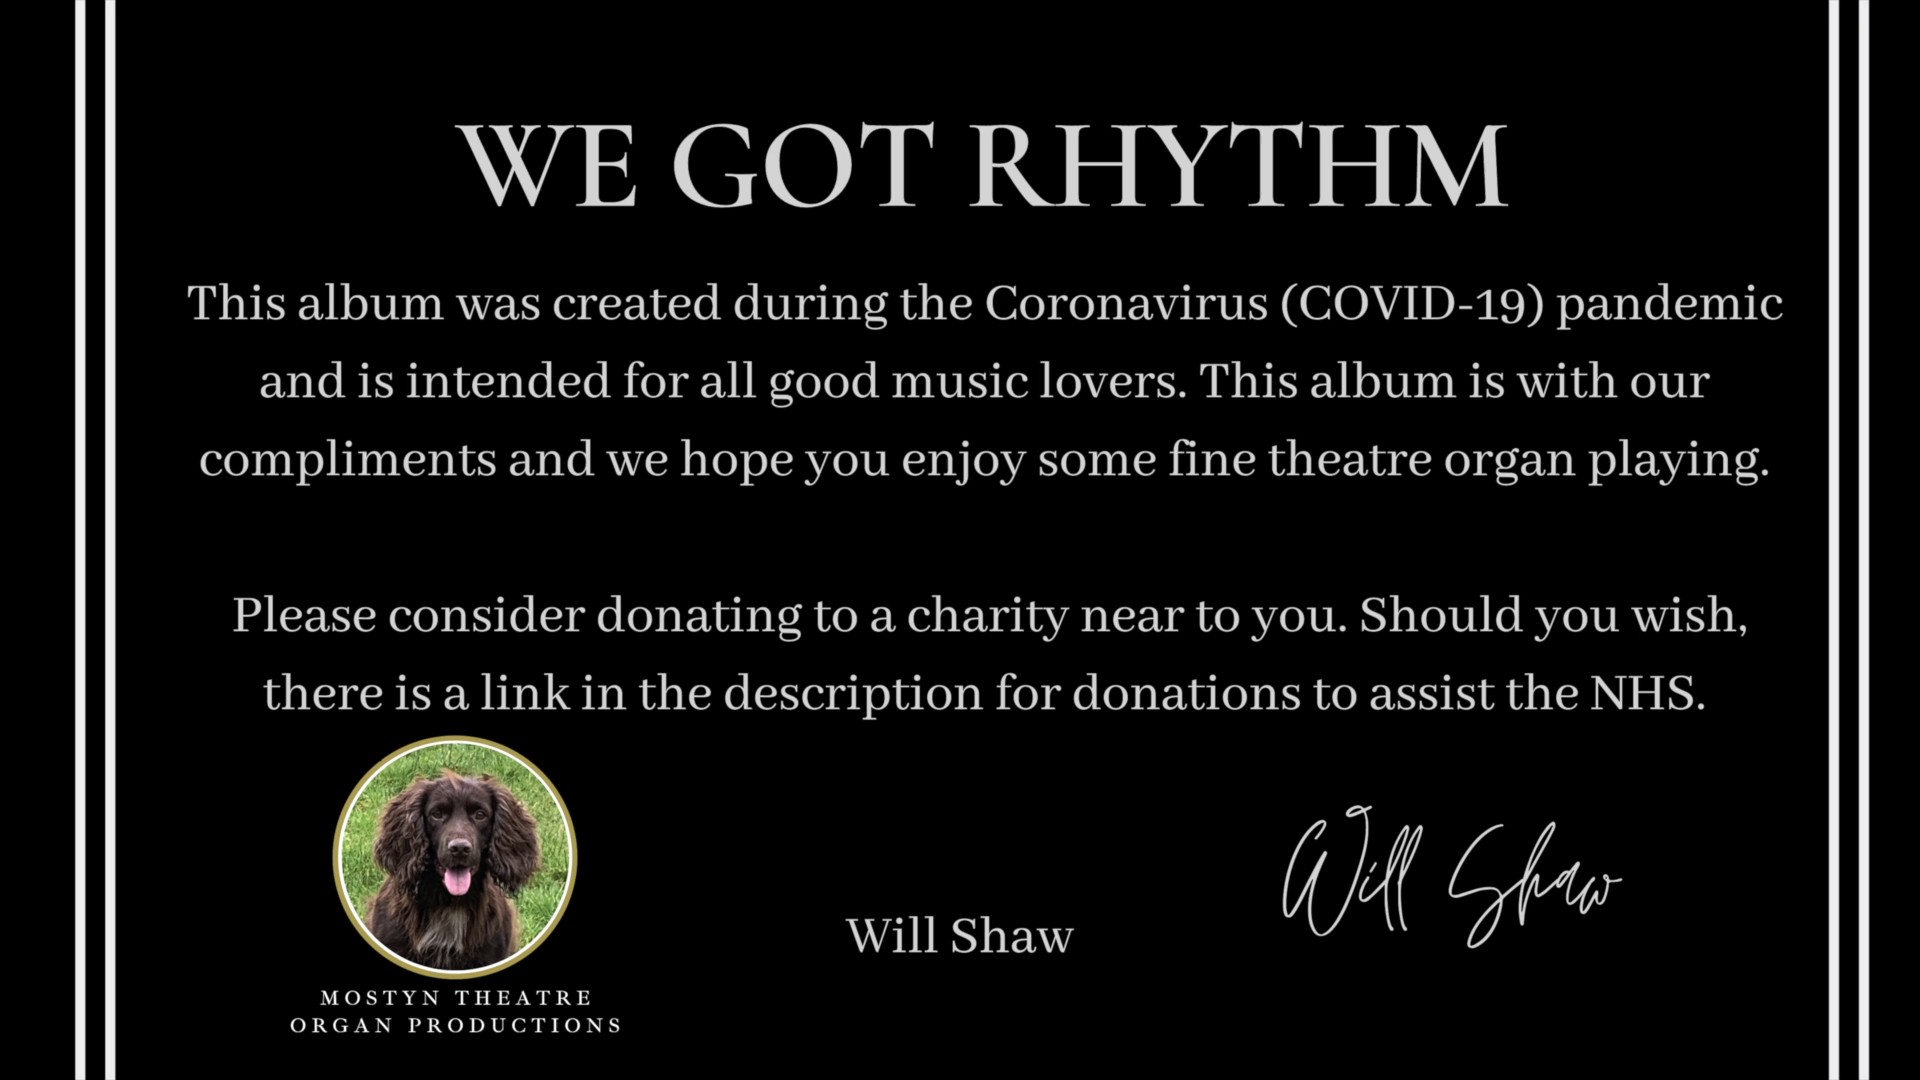 WE GOT RHYTHM
This album was created during the Coronavirus (COVID-19) pandemic
and is intended for all good music lovers. This album is with our
compliments and we hope you enjoy some fine theatre organ playing.
Please consider donating to a charity near to you. Should you wish,
there is a link in the description for donations to assist the NHS.
Will Shaw
Will Shaw
MOSTYN THEATRE
ORGAN PRODUCTIONS